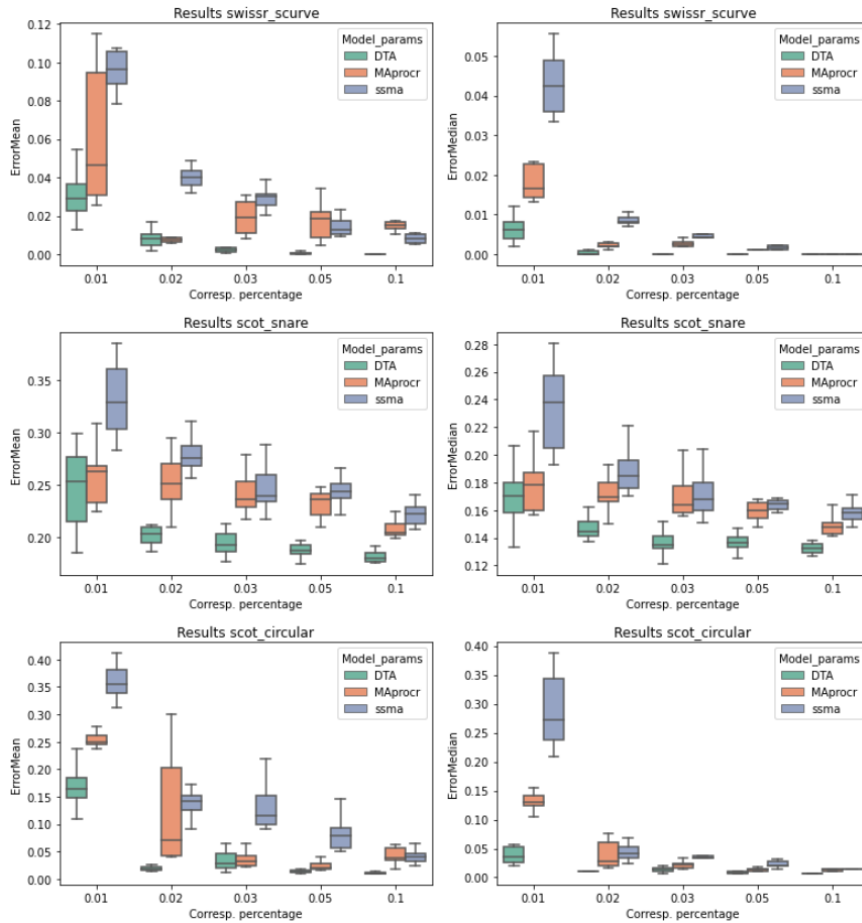 Results swissr_scurve
Results swissr_scurve
0.12
0.10
0.08
0.06
0.04
0.02
0.00
ErrorMean
Model_params
DTA
MAprocr
ssma
0.01
0.02
0.03
0.05
0.1
Corresp. percentage
0.05
0.04
0.03
0.02
0.01
0.00
ErrorMedian
Model_params
DTA
MAprocr
ssma
0.01
0.02
0.03
0.05
0.1
Corresp. percentage
Results scot_snare
Results scot_snare
0.35
0.30
0.25
0.20
ErrorMean
Model_params
DTA
MAprocr
ssma
0.01
0.02
0.03
0.05
0.1
Corresp. percentage
0.28
0.26
0.24
0.22
0.20
0.18
0.16
0.14
0.12
ErrorMedian
Model_params
DTA
MAprocr
ssma
0.01
0.02
0.03
0.05
0.1
Corresp. percentage
Results scot_circular
Results scot_circular
0.40
0.35
0.30
0.25
0.20
0.15
0.10
0.05
0.00
ErrorMean
Model_params
DTA
MAprocr
ssma
0.01
0.02
0.03
0.05
0.1
Corresp. percentage
0.40
0.35
0.30
0.25
0.20
0.15
0.10
0.05
0.00
ErrorMedian
Model_params
DTA
MAprocr
ssma
0.01
0.02
0.03
0.05
0.1
Corresp. percentage